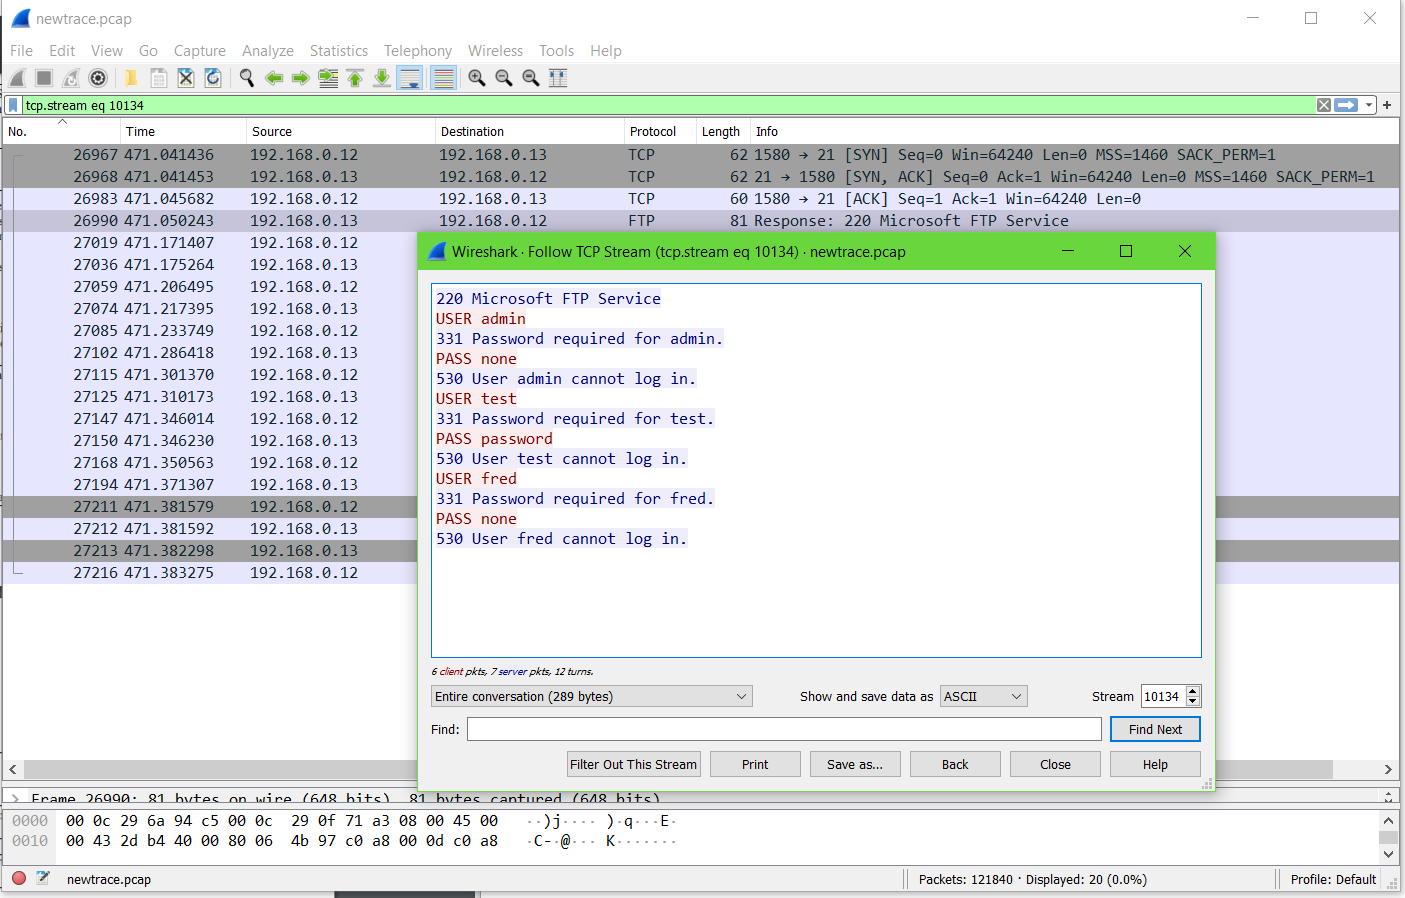 newtrace.pcap
File Edit View Go Capture Analyze Statistics Telephony Wireless Tools Help
tcp.stream eq 10134
No. Time Source Destination Protocol Length Info
26967 471.041436 192.168.0.12 192.168.0.13 TCP 62 1580 → 21 [SYN] Seq=0 Win=64240 Len=0 MSS=1460 SACK_PERM=1
26968 471.041453 192.168.0.13 192.168.0.12 TCP 62 21 → 1580 [SYN, ACK] Seq=0 Ack=1 Win=64240 Len=0 MSS=1460 SACK_PERM=1
26983 471.045682 192.168.0.12 192.168.0.13 TCP 60 1580 → 21 [ACK] Seq=1 Ack=1 Win=64240 Len=0
26990 471.050243 192.168.0.13 192.168.0.12 FTP 81 Response: 220 Microsoft FTP Service
27019 471.171407 192.168.0.12
27036 471.175264 192.168.0.13
27059 471.206495 192.168.0.12
27074 471.217395 192.168.0.13
27085 471.233749 192.168.0.12
27102 471.286418 192.168.0.13
27115 471.301370 192.168.0.12
27125 471.310173 192.168.0.13
27147 471.346014 192.168.0.12
27150 471.346230 192.168.0.13
27168 471.350563 192.168.0.12
27194 471.371307 192.168.0.13
27211 471.381579 192.168.0.12
27212 471.381592 192.168.0.13
27213 471.382298 192.168.0.13
27216 471.383275 192.168.0.12
Wireshark · Follow TCP Stream (tcp.stream eq 10134) · newtrace.pcap
220 Microsoft FTP Service
USER admin
331 Password required for admin.
PASS none
530 User admin cannot log in.
USER test
331 Password required for test.
PASS password
530 User test cannot log in.
USER fred
331 Password required for fred.
PASS none
530 User fred cannot log in.
6 client pkts, 7 server pkts, 12 turns.
Entire conversation (289 bytes) Show and save data as ASCII Stream 10134
Find: Find Next
Filter Out This Stream Print Save as... Back Close Help
Frame 26990: 81 bytes on wire (648 bits), 81 bytes captured (648 bits)
0000 00 0c 29 6a 94 c5 00 0c 29 0f 71 a3 08 00 45 00 ··)j···· )·q···E·
0010 00 43 2d b4 40 00 80 06 4b 97 c0 a8 00 0d c0 a8 ·C-·@··· K·······
newtrace.pcap Packets: 121840 · Displayed: 20 (0.0%) Profile: Default